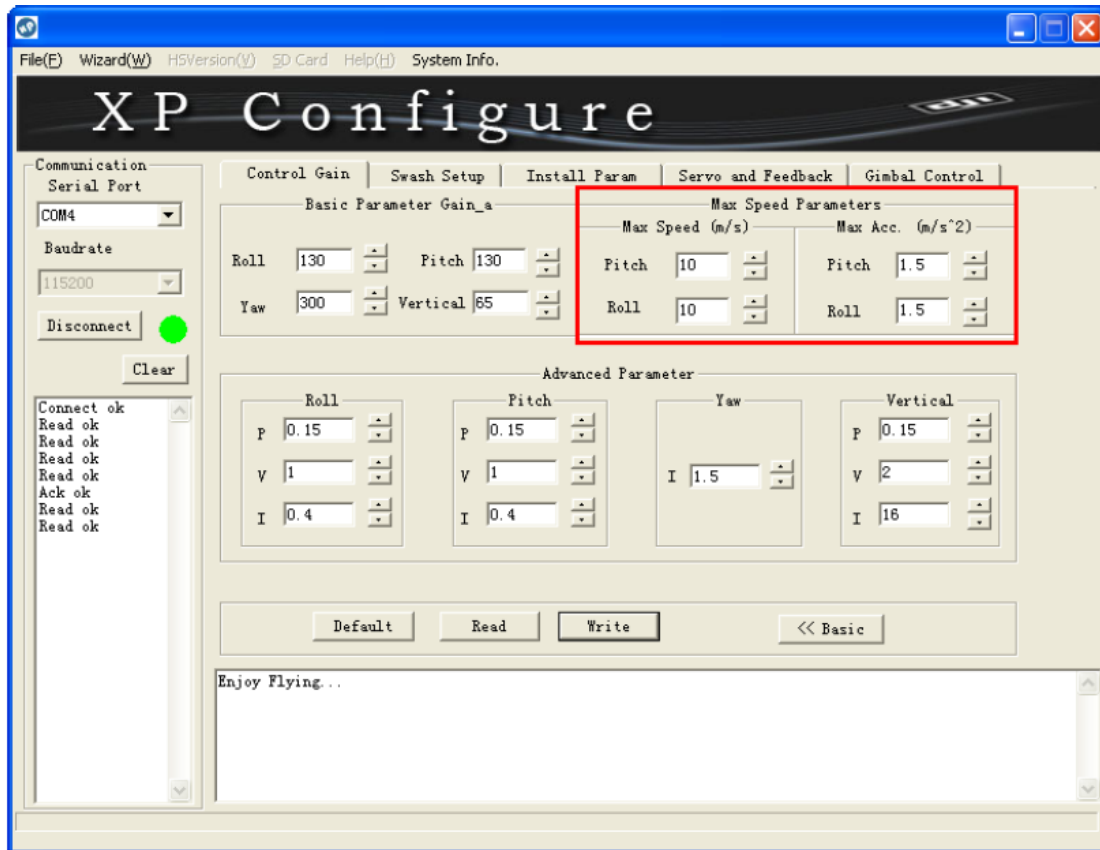 XP
File(F) Wizard(W) HSVersion(V) SD Card Help(H) System Info.
XP Configure
dji
Communication
Serial Port
COM4
Baudrate
115200
Disconnect
Clear
Connect ok
Read ok
Read ok
Read ok
Read ok
Ack ok
Read ok
Read ok
Control Gain Swash Setup Install Param Servo and Feedback Gimbal Control
Basic Parameter Gain_a
Roll 130 Pitch 130
Yaw 300 Vertical 65
Max Speed Parameters
Max Speed (m/s) Max Acc. (m/s^2)
Pitch 10 Pitch 1.5
Roll 10 Roll 1.5
Advanced Parameter
Roll Pitch Yaw Vertical
P 0.15 P 0.15 P 0.15
V 1 V 1 I 1.5 V 2
I 0.4 I 0.4 I 16
Default Read Write << Basic
Enjoy Flying...